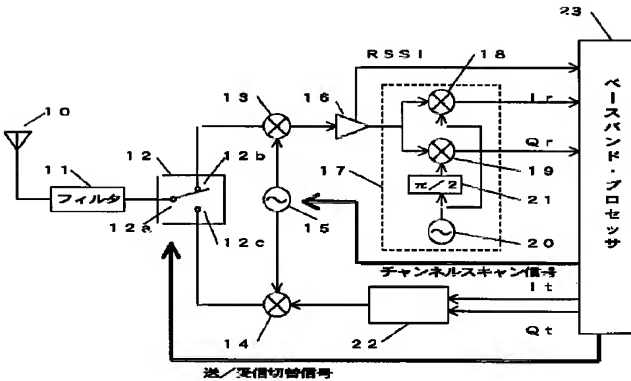 23
RSSI
18
10
13
16
Ir
12
12b
Qr
11
17
19
フィルタ
π/2
21
12a
15
12c
20
ベースバンド・プロセッサ
チャンネルスキャン信号
It
14
22
Qt
送/受信切替信号